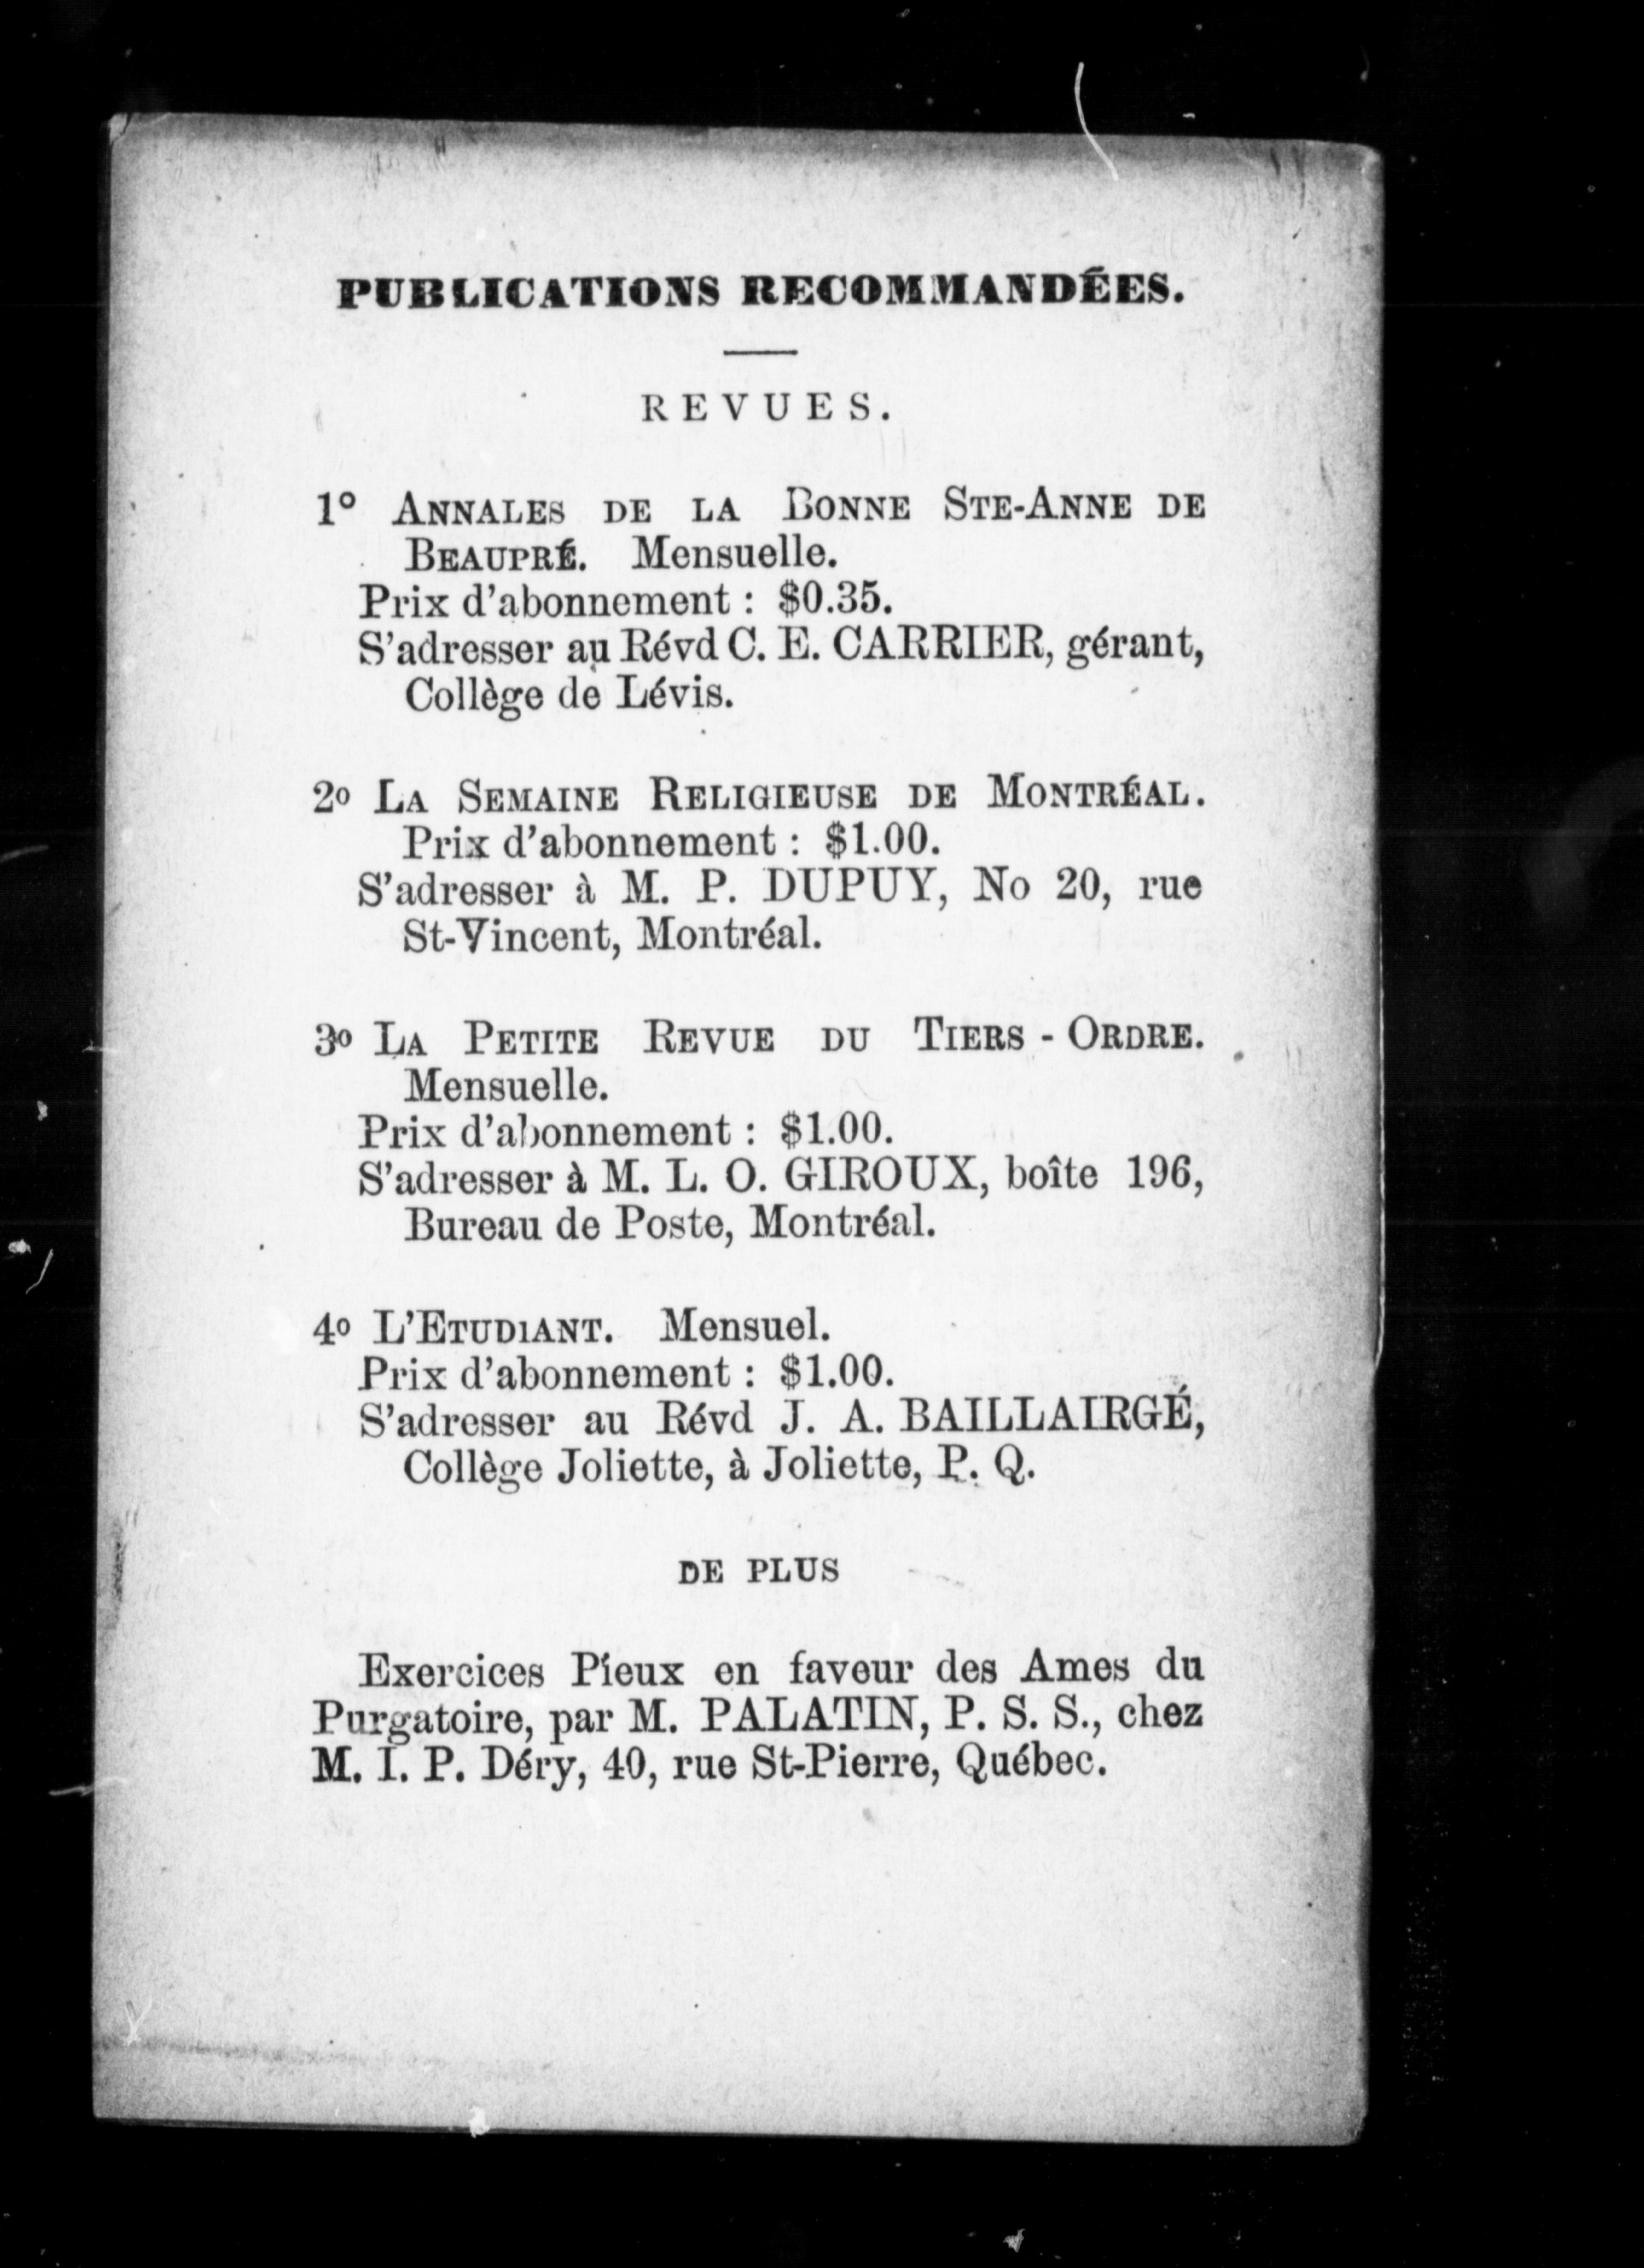 PUBLICATIONS RECOMMANDÉES.
REVUES.
1° ANNALES DE LA BONNE STE-ANNE DE
BEAUPRÉ. Mensuelle.
Prix d'abonnement : $0.35.
S'adresser au Révd C. E. CARRIER, gérant,
Collège de Lévis.
2o LA SEMAINE RELIGIEUSE DE MONTRÉAL.
Prix d'abonnement : $1.00.
S'adresser à M. P. DUPUY, No 20, rue
St-Vincent, Montréal.
3o LA PETITE REVUE DU TIERS - ORDRE.
Mensuelle.
Prix d'abonnement : $1.00.
S'adresser à M. L. O. GIROUX, boîte 196,
Bureau de Poste, Montréal.
4o L'ETUDIANT. Mensuel.
Prix d'abonnement : $1.00.
S'adresser au Révd J. A. BAILLAIRGÉ,
Collège Joliette, à Joliette, P. Q.
DE PLUS
Exercices Pieux en faveur des Ames du
Purgatoire, par M. PALATIN, P. S. S., chez
M. I. P. Déry, 40, rue St-Pierre, Québec.